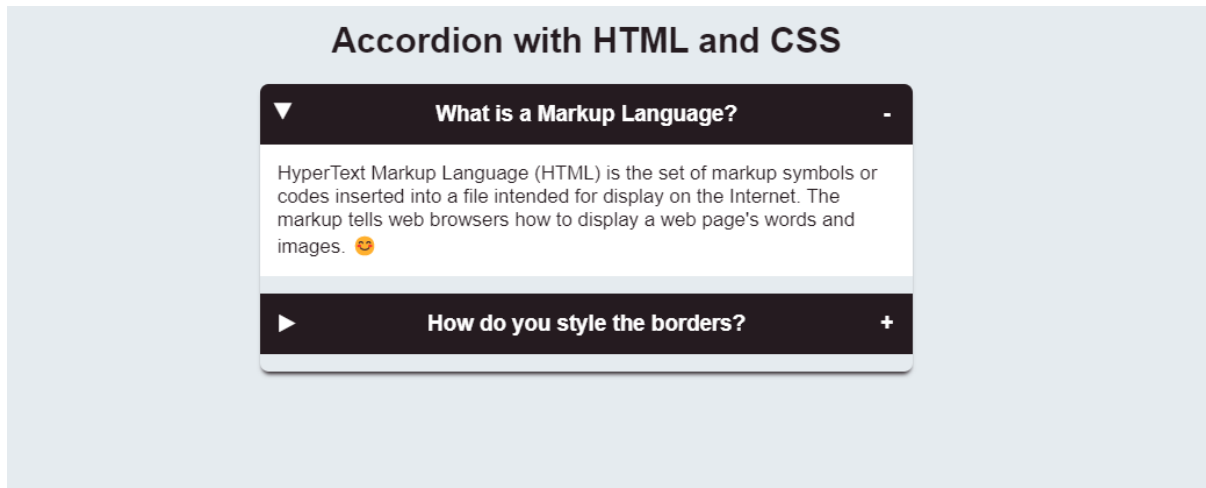 Accordion with HTML and CSS
▼ What is a Markup Language? -
HyperText Markup Language (HTML) is the set of markup symbols or
codes inserted into a file intended for display on the Internet. The
markup tells web browsers how to display a web page's words and
images. 😊
▶ How do you style the borders? +